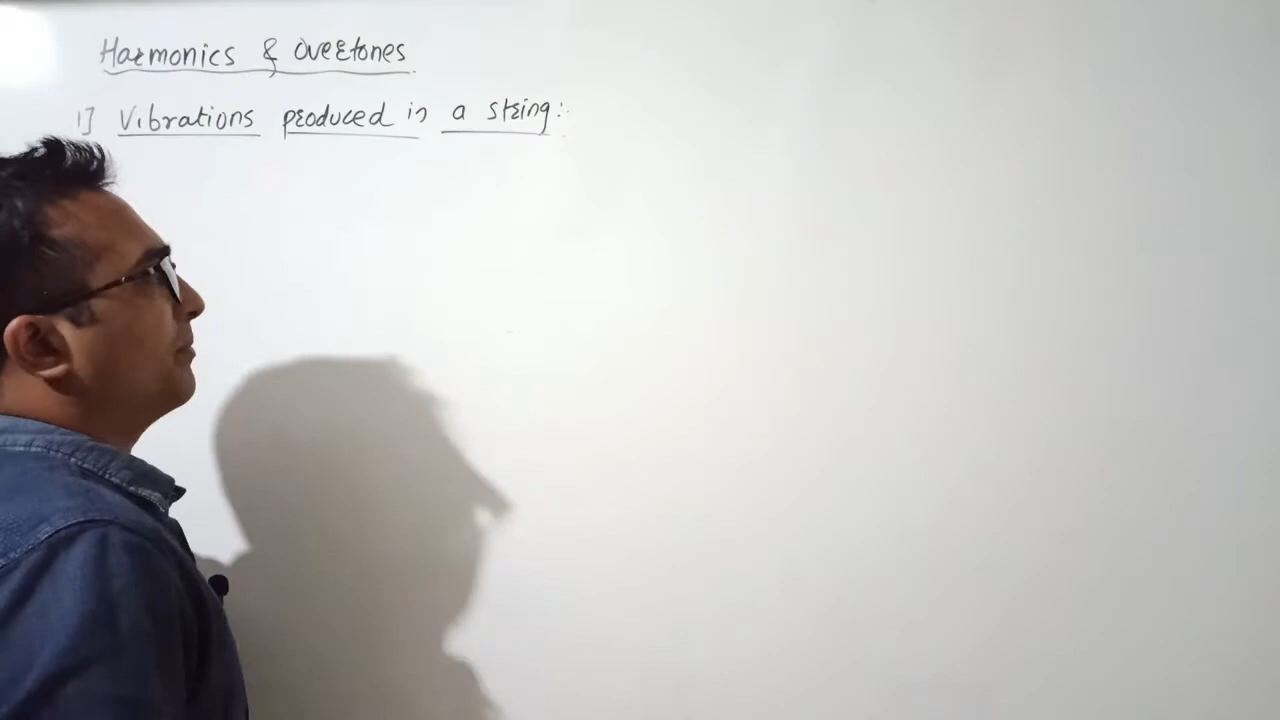 Harmonics & Overtones
1] Vibrations produced in a string:-